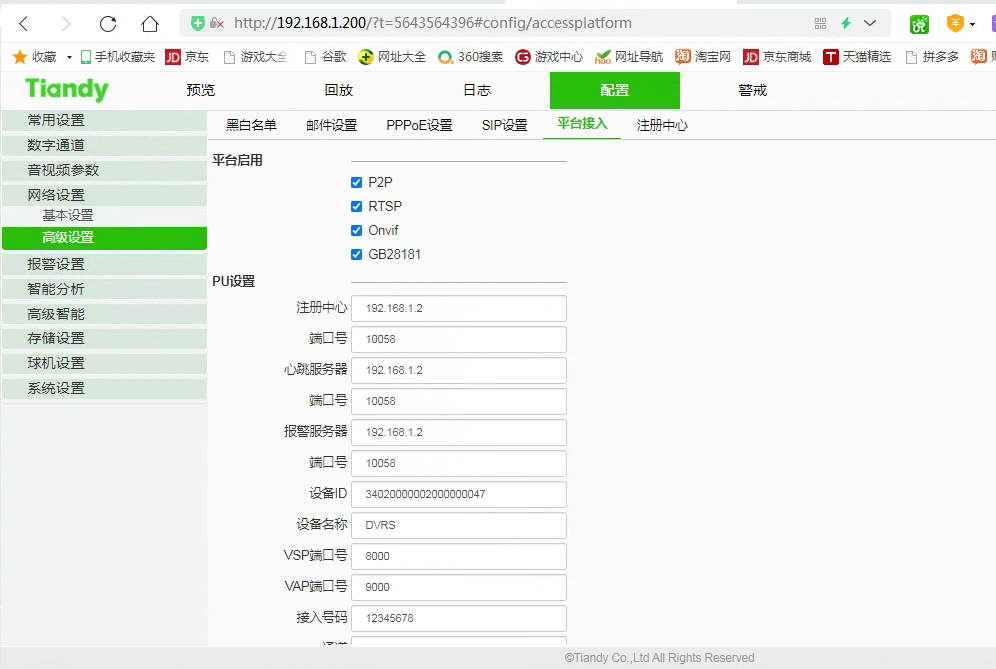 http://192.168.1.200/?t=5643564396#config/accessplatform
收藏 手机收藏夹 JD 京东 游戏大全 谷歌 网址大全 360搜索 游戏中心 网址导航 淘宝网 JD 京东商城 天猫精选 拼多多
Tiandy 预览 回放 日志 配置 警戒
常用设置
数字通道
音视频参数
网络设置
基本设置
高级设置
报警设置
智能分析
高级智能
存储设置
球机设置
系统设置
黑白名单 邮件设置 PPPoE设置 SIP设置 平台接入 注册中心
平台启用
P2P
RTSP
Onvif
GB28181
PU设置
注册中心 192.168.1.2
端口号 10058
心跳服务器 192.168.1.2
端口号 10058
报警服务器 192.168.1.2
端口号 10058
设备ID 34020000002000000047
设备名称 DVRS
VSP端口号 8000
VAP端口号 9000
接入号码 12345678
©Tiandy Co.,Ltd All Rights Reserved